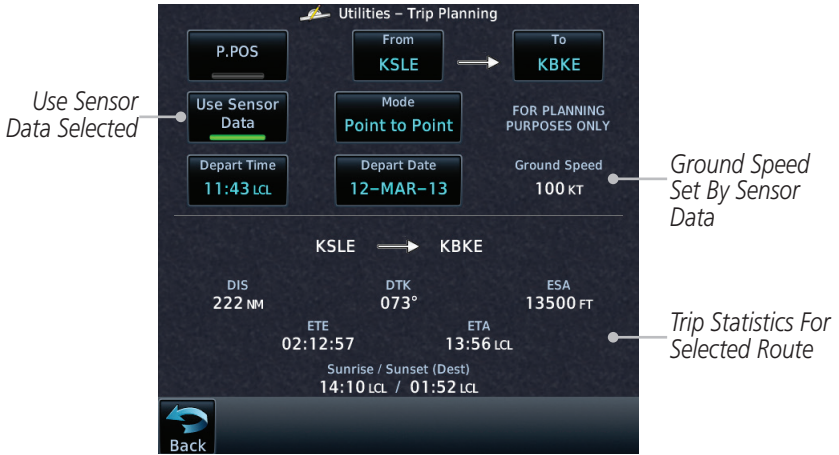 Utilities – Trip Planning
P.POS
From
KSLE
To
KBKE
Use Sensor
Data Selected
Use Sensor
Data
Mode
Point to Point
FOR PLANNING
PURPOSES ONLY
Depart Time
11:43 LCL
Depart Date
12–MAR–13
Ground Speed
100 KT
Ground Speed
Set By Sensor
Data
KSLE
KBKE
DIS
222 NM
DTK
073°
ESA
13500 FT
ETE
02:12:57
ETA
13:56 LCL
Trip Statistics For
Selected Route
Sunrise / Sunset (Dest)
14:10 LCL / 01:52 LCL
Back